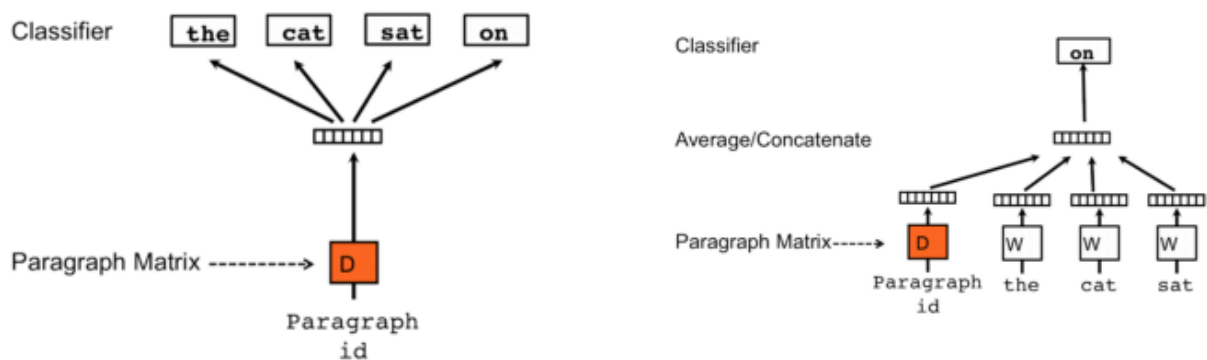 Classifier
the cat sat on
Paragraph Matrix
D
Paragraph
id
Classifier
on
Average/Concatenate
Paragraph Matrix
D W W W
Paragraph the cat sat
id